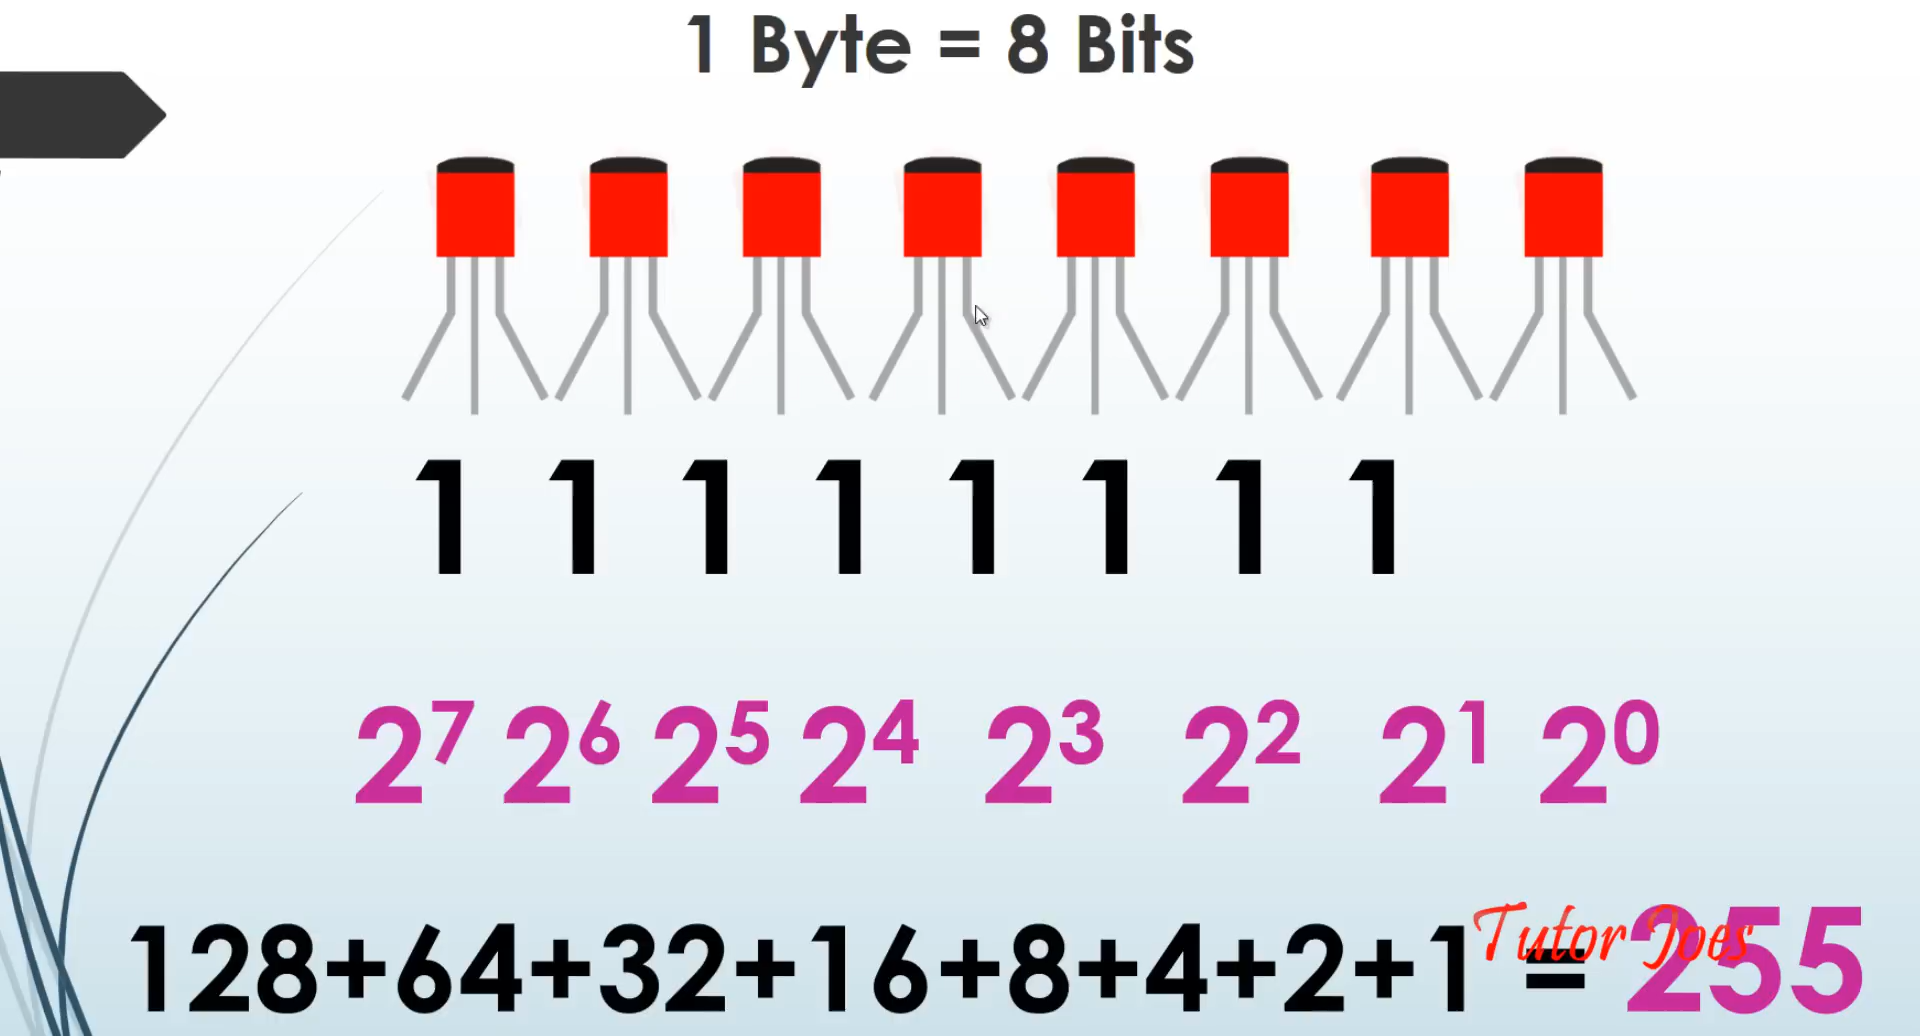 1 Byte = 8 Bits
1 1 1 1 1 1 1 1
2⁷ 2⁶ 2⁵ 2⁴ 2³ 2² 2¹ 2⁰
128+64+32+16+8+4+2+1 = 255
Tutor Joes